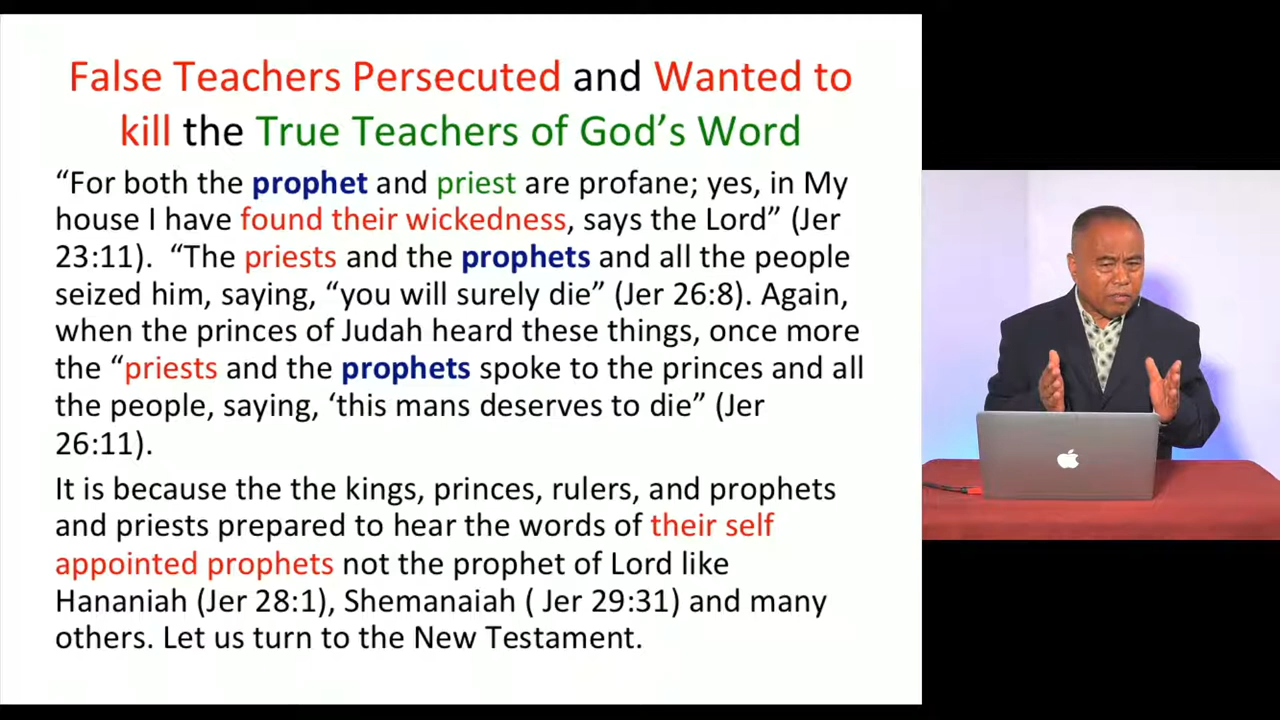 False Teachers Persecuted and Wanted to
kill the True Teachers of God’s Word
“For both the prophet and priest are profane; yes, in My
house I have found their wickedness, says the Lord” (Jer
23:11).  “The priests and the prophets and all the people
seized him, saying, “you will surely die” (Jer 26:8). Again,
when the princes of Judah heard these things, once more
the “priests and the prophets spoke to the princes and all
the people, saying, ‘this mans deserves to die” (Jer
26:11).
It is because the the kings, princes, rulers, and prophets
and priests prepared to hear the words of their self
appointed prophets not the prophet of Lord like
Hananiah (Jer 28:1), Shemanaiah ( Jer 29:31) and many
others. Let us turn to the New Testament.